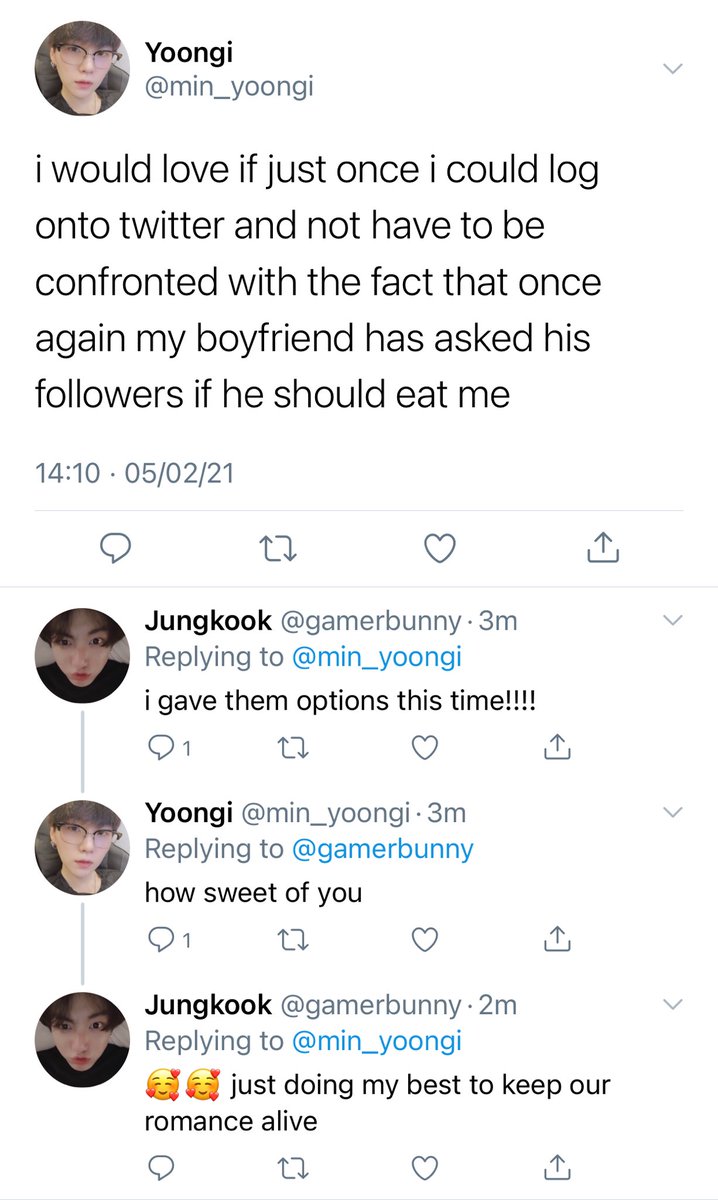 Yoongi
@min_yoongi
i would love if just once i could log
onto twitter and not have to be
confronted with the fact that once
again my boyfriend has asked his
followers if he should eat me
14:10 · 05/02/21
Jungkook @gamerbunny · 3m
Replying to @min_yoongi
i gave them options this time!!!!
1
Yoongi @min_yoongi · 3m
Replying to @gamerbunny
how sweet of you
1
Jungkook @gamerbunny · 2m
Replying to @min_yoongi
🥰🥰 just doing my best to keep our
romance alive